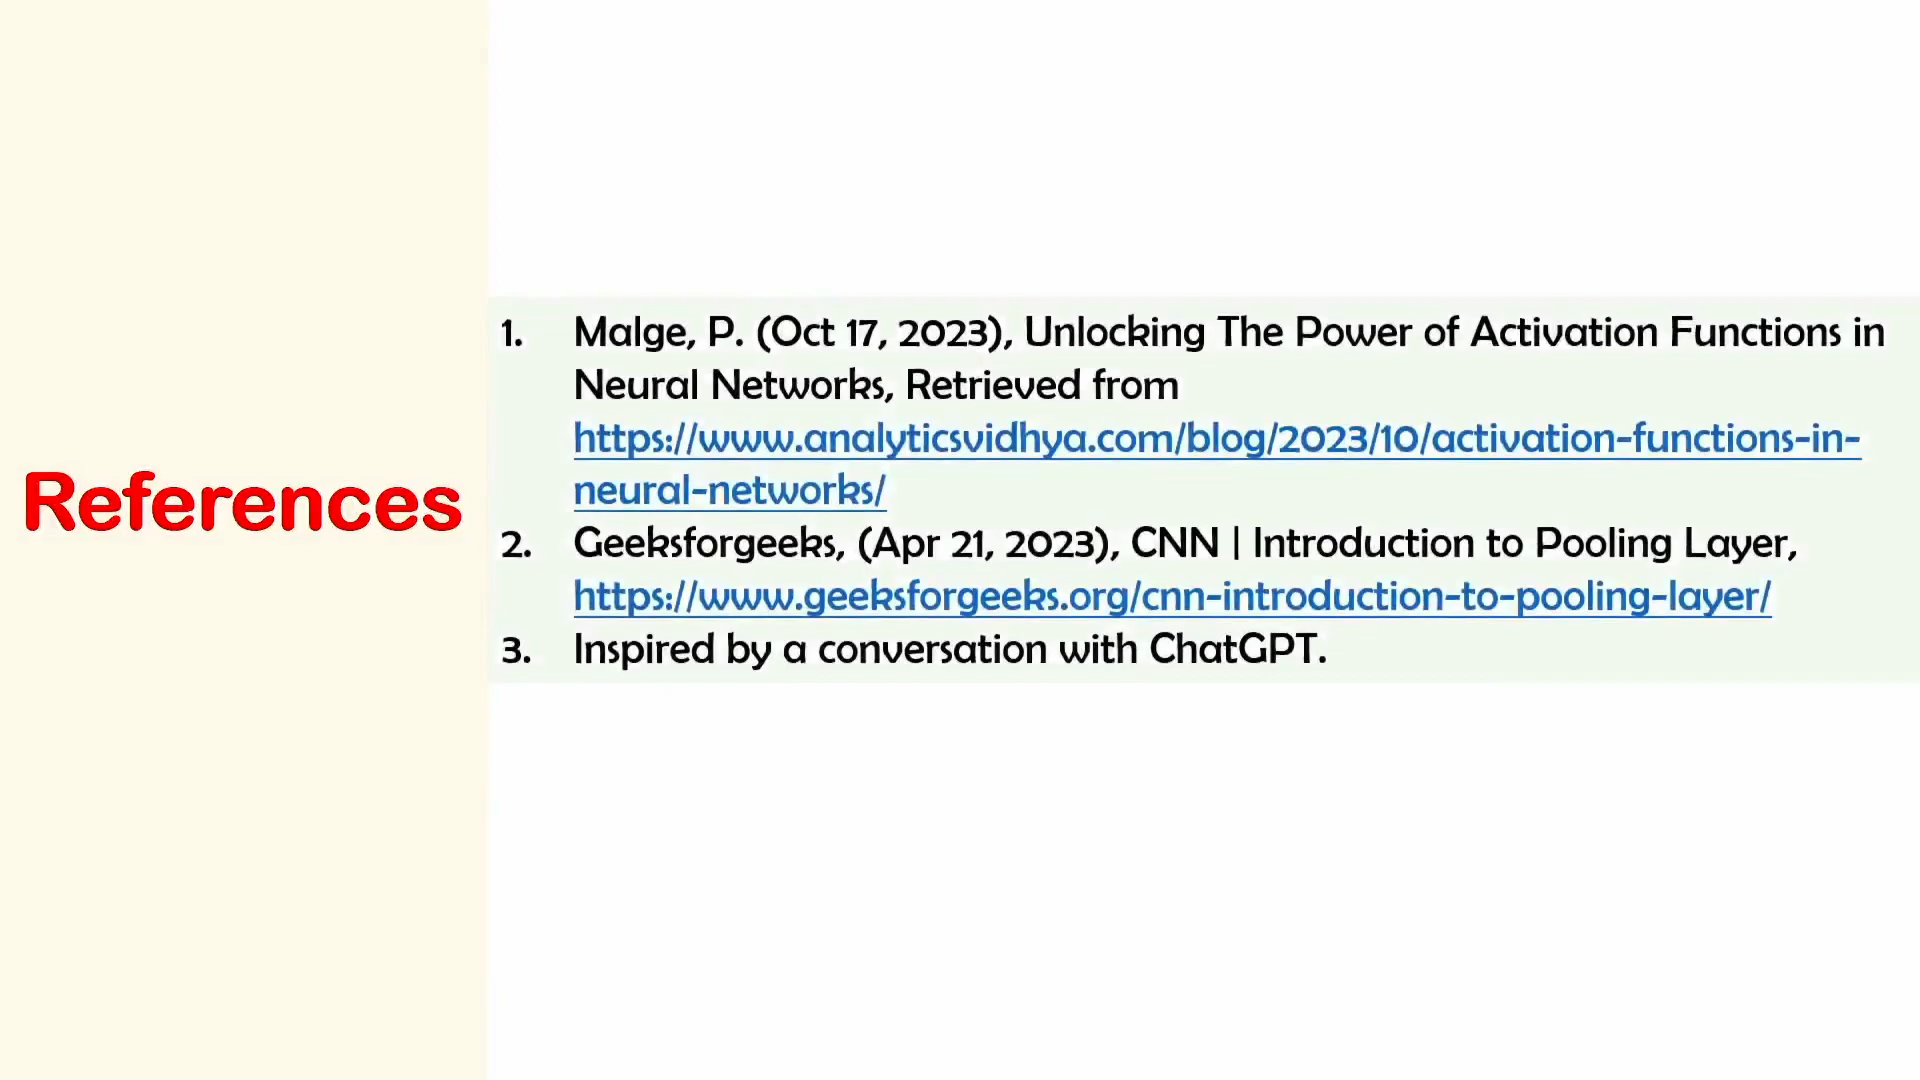 References
1. Malge, P. (Oct 17, 2023), Unlocking The Power of Activation Functions in
Neural Networks, Retrieved from
https://www.analyticsvidhya.com/blog/2023/10/activation-functions-in-
neural-networks/
2. Geeksforgeeks, (Apr 21, 2023), CNN | Introduction to Pooling Layer,
https://www.geeksforgeeks.org/cnn-introduction-to-pooling-layer/
3. Inspired by a conversation with ChatGPT.